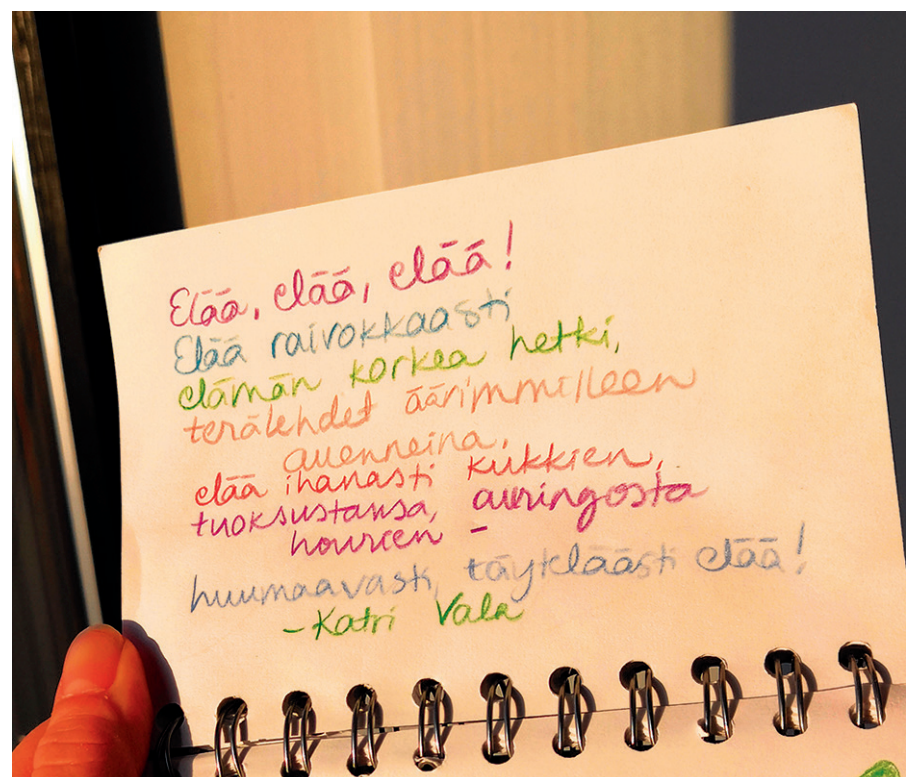 Elää, elää, elää!
Elää raivokkaasti
elämän korkea hetki,
terälehdet äärimmilleen
auenneina,
elää ihanasti kukkien,
tuoksustansa, auringosta
hourien -
huumaavasti, täyteläästi elää!
-Katri Vala